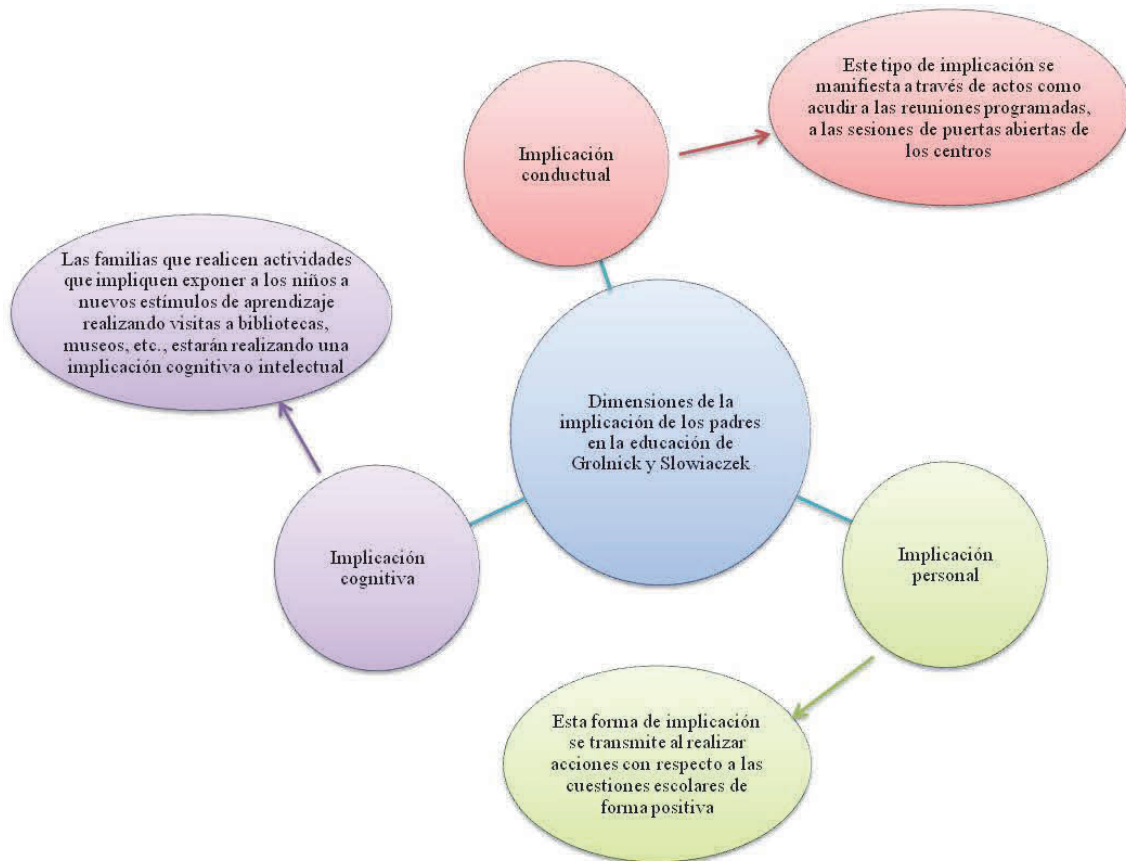 Este tipo de implicación se
manifiesta a través de actos como
acudir a las reuniones programadas,
a las sesiones de puertas abiertas de
los centros
Implicación
conductual
Las familias que realicen actividades
que impliquen exponer a los niños a
nuevos estímulos de aprendizaje
realizando visitas a bibliotecas,
museos, etc., estarán realizando una
implicación cognitiva o intelectual
Dimensiones de la
implicación de los padres
en la educación de
Grolnick y Slowiaczek
Implicación
cognitiva
Implicación
personal
Esta forma de implicación
se transmite al realizar
acciones con respecto a las
cuestiones escolares de
forma positiva